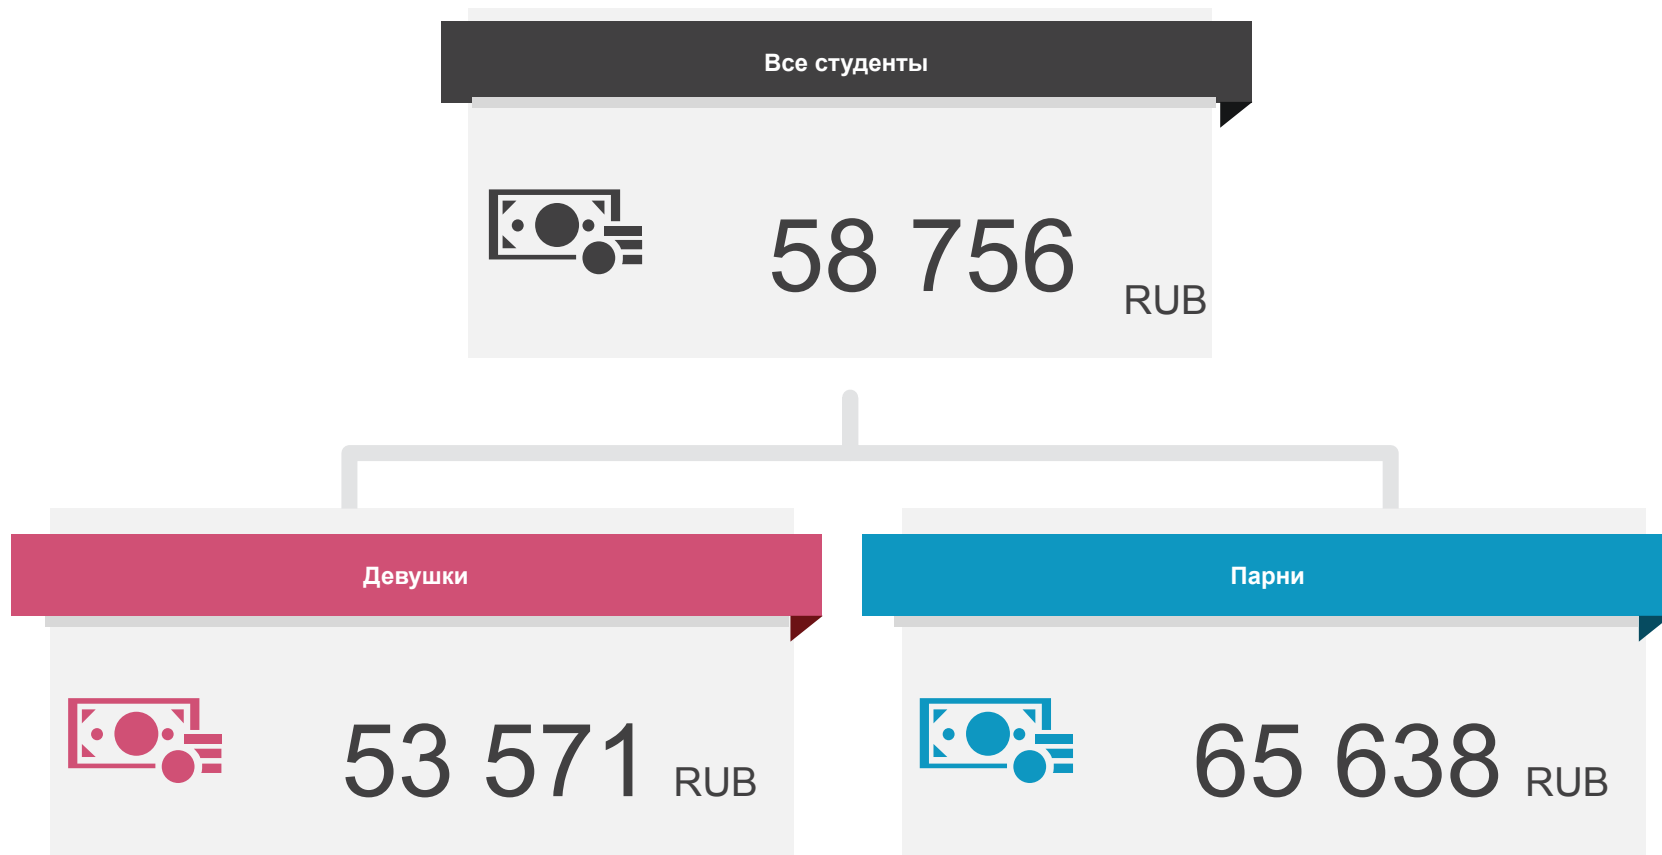 Все студенты
58 756 RUB
Девушки
Парни
53 571 RUB
65 638 RUB